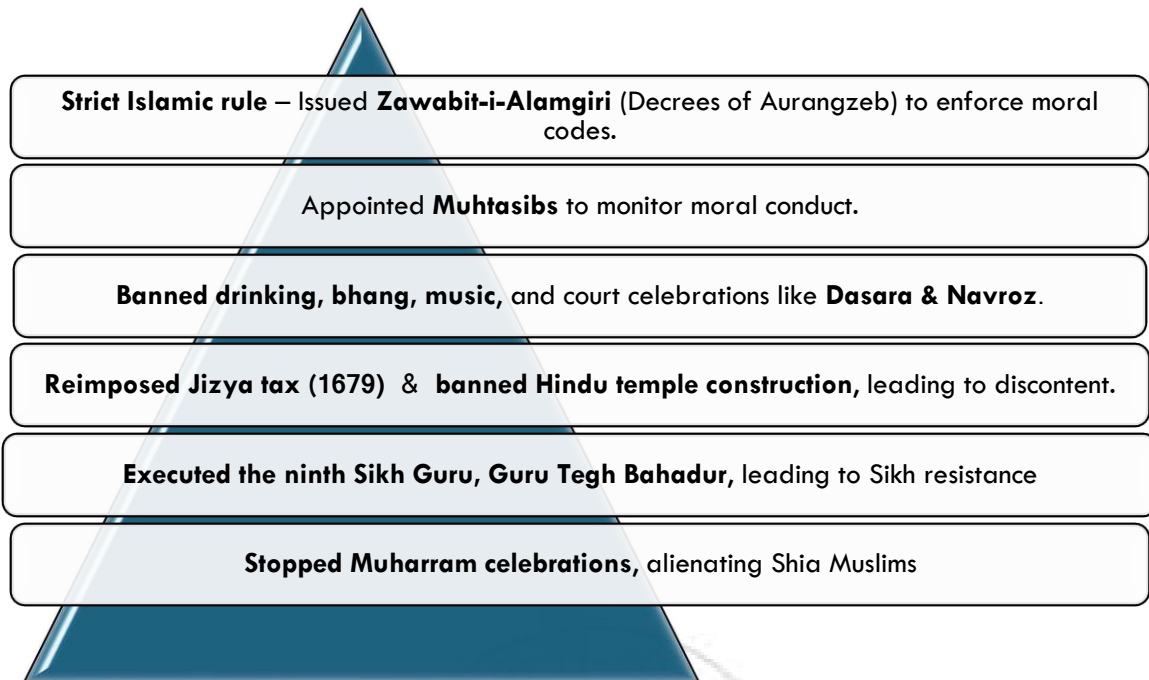 Strict Islamic rule – Issued Zawabit-i-Alamgiri (Decrees of Aurangzeb) to enforce moral
codes.
Appointed Muhtasibs to monitor moral conduct.
Banned drinking, bhang, music, and court celebrations like Dasara & Navroz.
Reimposed Jizya tax (1679) & banned Hindu temple construction, leading to discontent.
Executed the ninth Sikh Guru, Guru Tegh Bahadur, leading to Sikh resistance
Stopped Muharram celebrations, alienating Shia Muslims